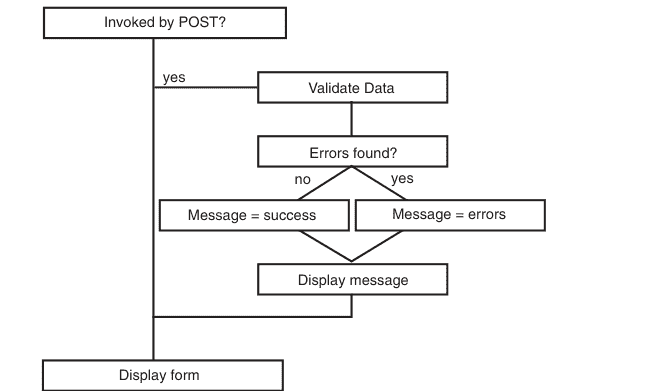 Invoked by POST?
yes
Validate Data
Errors found?
no
yes
Message = success
Message = errors
Display message
Display form